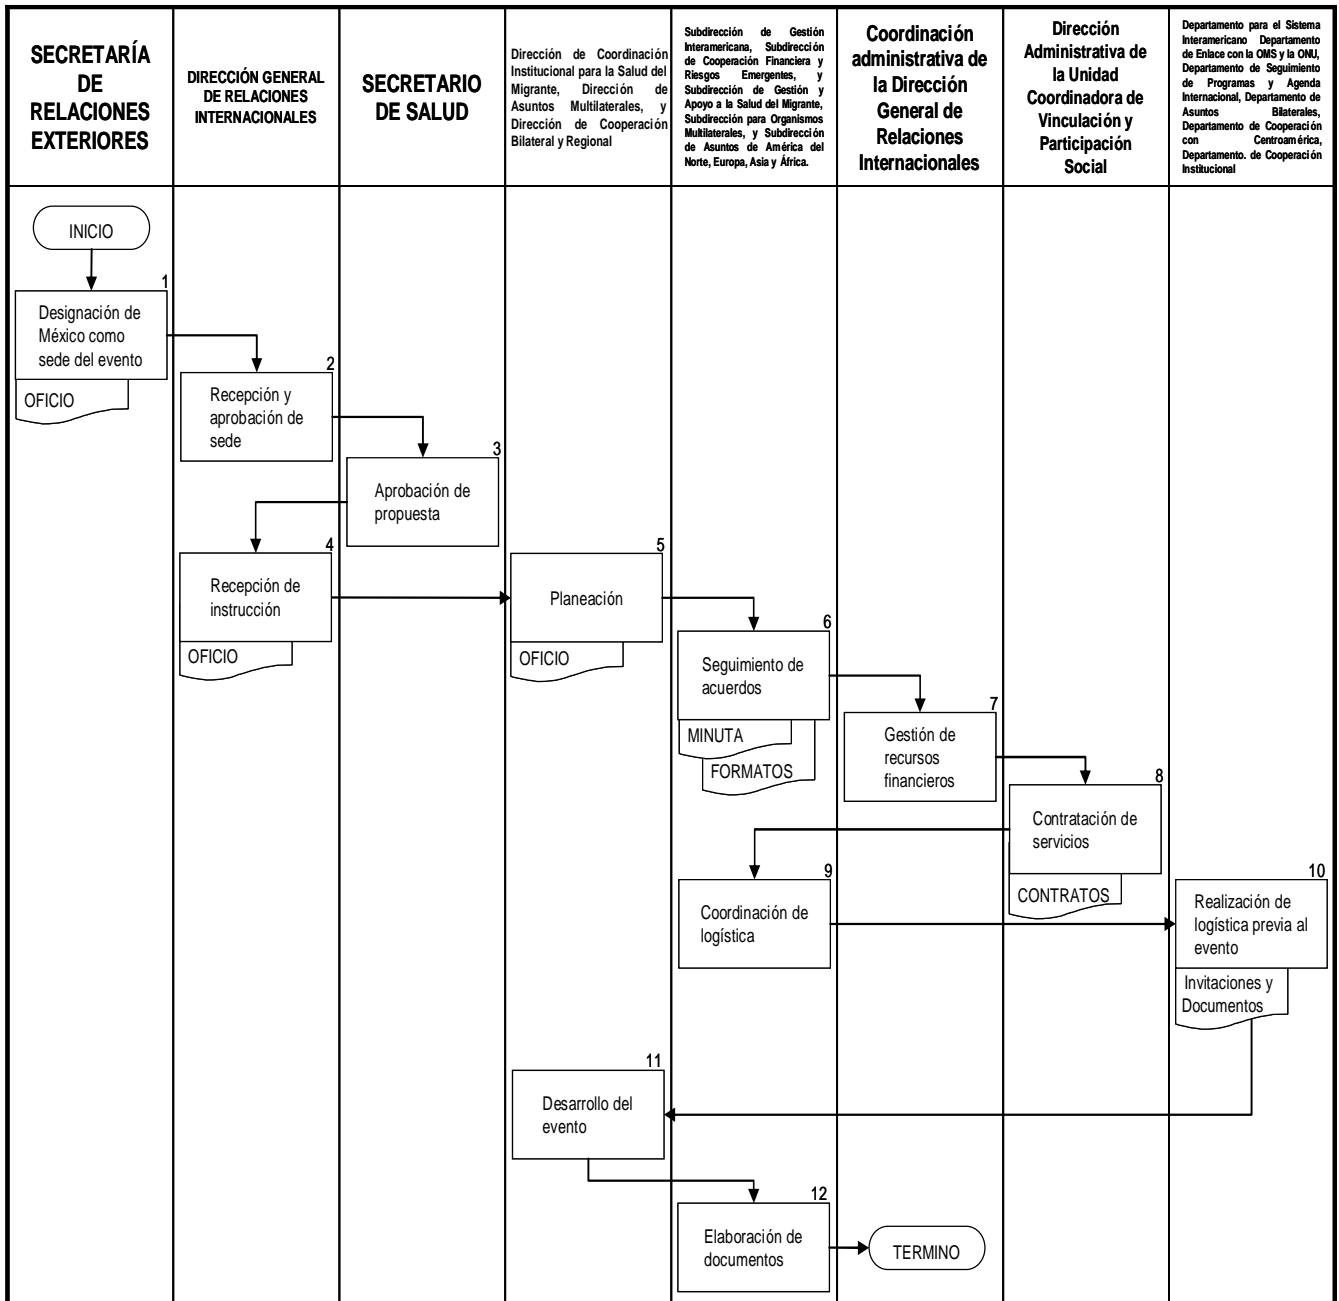 SECRETARÍA
DE
RELACIONES
EXTERIORES
DIRECCIÓN GENERAL
DE RELACIONES
INTERNACIONALES
SECRETARIO
DE SALUD
Dirección de Coordinación
Institucional para la Salud del
Migrante, Dirección de
Asuntos Multilaterales, y
Dirección de Cooperación
Bilateral y Regional
Subdirección de Gestión
Interamericana, Subdirección
de Cooperación Financiera y
Riesgos Emergentes, y
Subdirección de Gestión y
Apoyo a la Salud del Migrante,
Subdirección para Organismos
Multilaterales, y Subdirección
de Asuntos de América del
Norte, Europa, Asia y África.
Coordinación
administrativa de
la Dirección
General de
Relaciones
Internacionales
Dirección
Administrativa de
la Unidad
Coordinadora de
Vinculación y
Participación
Social
Departamento para el Sistema
Interamericano Departamento
de Enlace con la OMS y la ONU,
Departamento de Seguimiento
de Programas y Agenda
Internacional, Departamento de
Asuntos Bilaterales,
Departamento de Cooperación
con Centroamérica,
Departamento. de Cooperación
Institucional
INICIO
1
Designación de
México como
sede del evento
OFICIO
2
Recepción y
aprobación de
sede
3
Aprobación de
propuesta
4
Recepción de
instrucción
OFICIO
5
Planeación
OFICIO
6
Seguimiento de
acuerdos
MINUTA
FORMATOS
7
Gestión de
recursos
financieros
8
Contratación de
servicios
CONTRATOS
9
Coordinación de
logística
10
Realización de
logística previa al
evento
Invitaciones y
Documentos
11
Desarrollo del
evento
12
Elaboración de
documentos
TERMINO